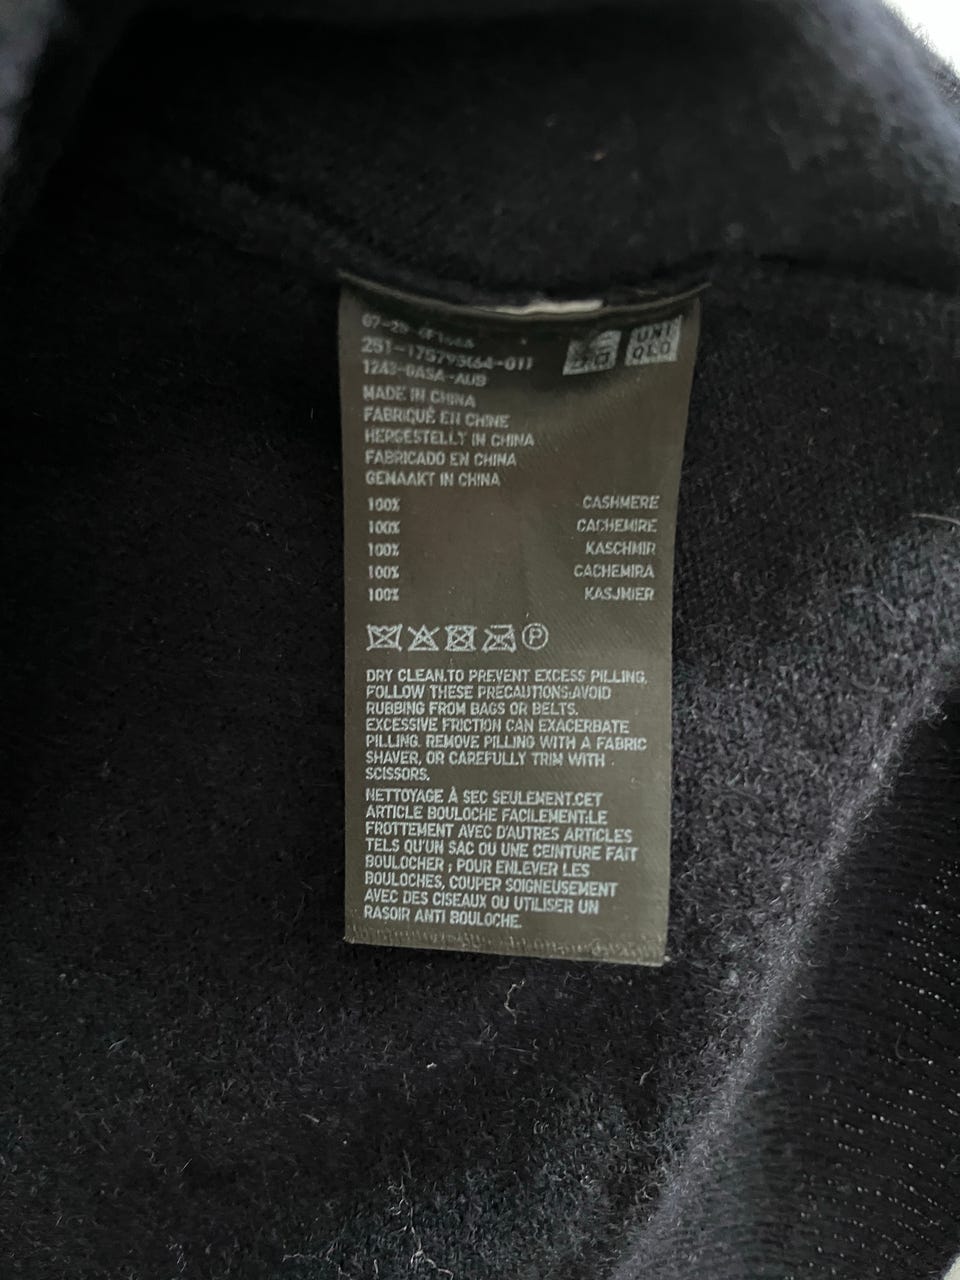 UNI
QLO
MADE IN CHINA
FABRIQUÉ EN CHINE
HERGESTELLT IN CHINA
FABRICADO EN CHINA
GEMAAKT IN CHINA
100% CASHMERE
100% CACHEMIRE
100% KASCHMIR
100% CACHEMIRA
100% KASJMIER
P
DRY CLEAN.TO PREVENT EXCESS PILLING,
FOLLOW THESE PRECAUTIONS:AVOID
RUBBING FROM BAGS OR BELTS.
EXCESSIVE FRICTION CAN EXACERBATE
PILLING. REMOVE PILLING WITH A FABRIC
SHAVER, OR CAREFULLY TRIM WITH
SCISSORS.
NETTOYAGE À SEC SEULEMENT.CET
ARTICLE BOULOCHE FACILEMENT:LE
FROTTEMENT AVEC D'AUTRES ARTICLES
TELS QU'UN SAC OU UNE CEINTURE FAIT
BOULOCHER ; POUR ENLEVER LES
BOULOCHES, COUPER SOIGNEUSEMENT
AVEC DES CISEAUX OU UTILISER UN
RASOIR ANTI BOULOCHE.